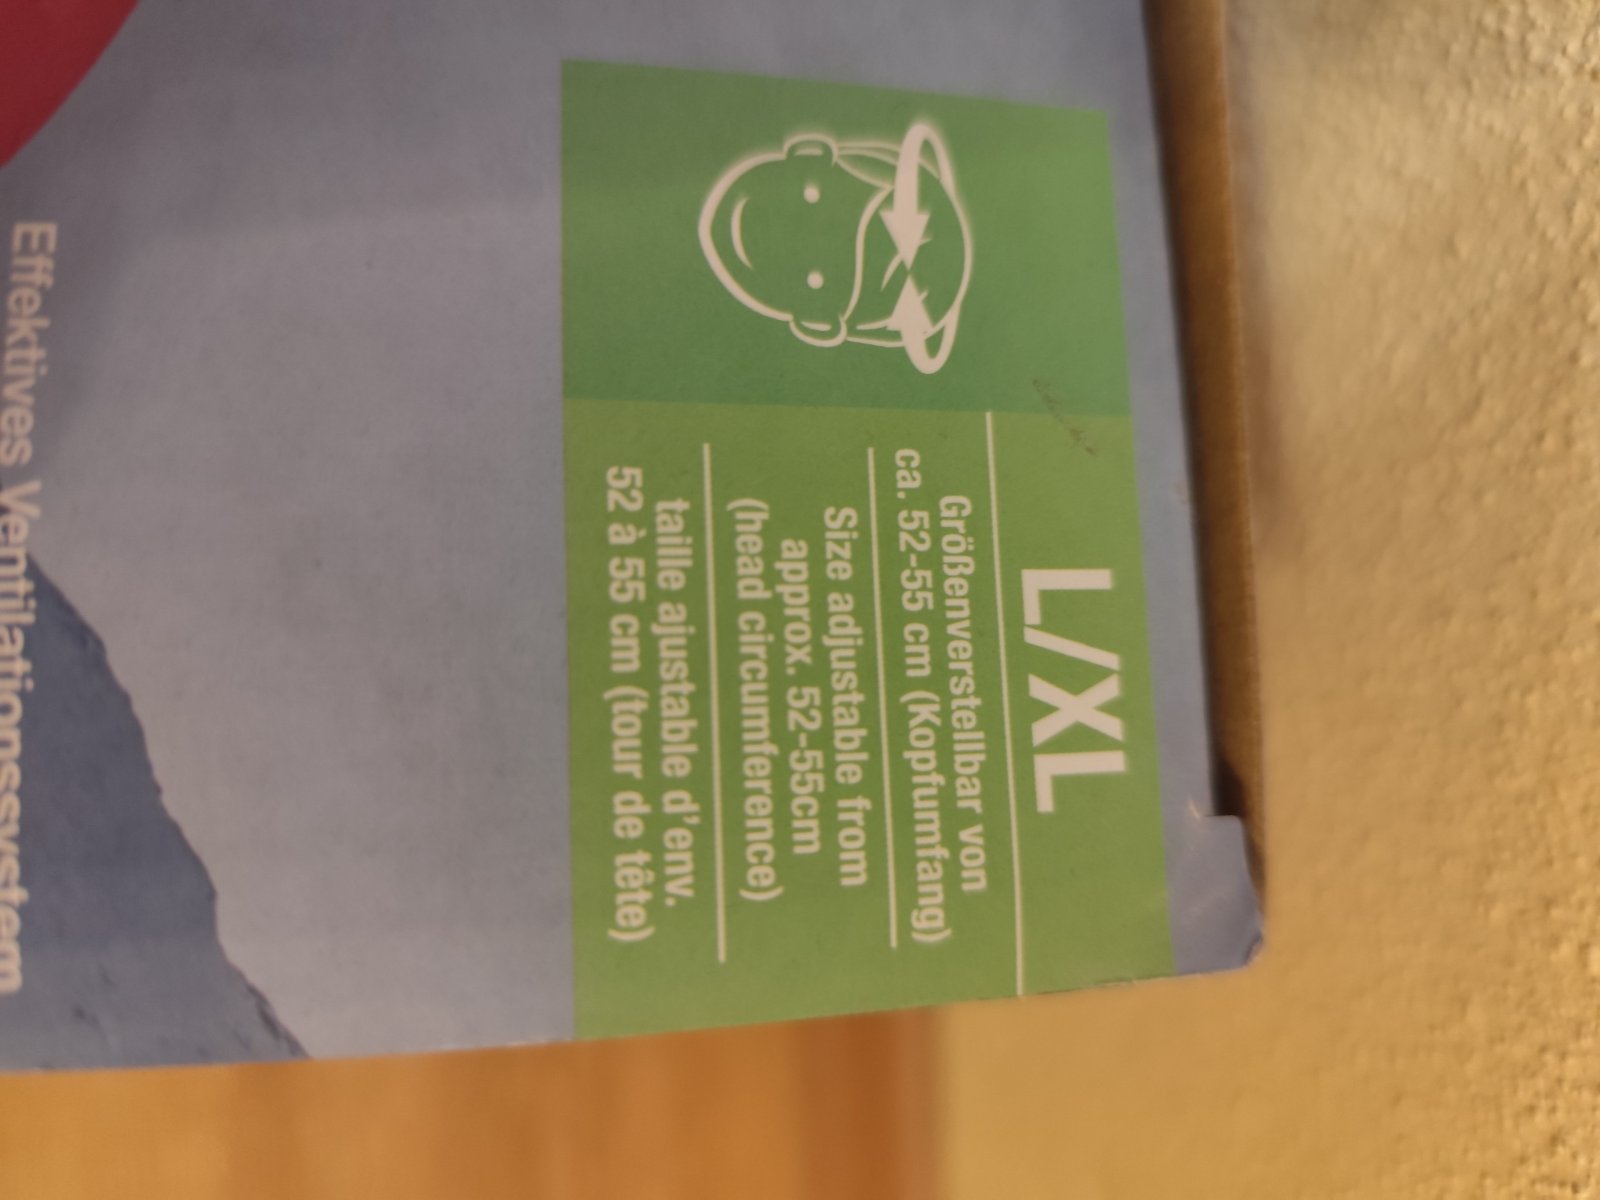 L/XL
Größenverstellbar von
ca. 52-55 cm (Kopfumfang)
Size adjustable from
approx. 52-55cm
(head circumference)
taille ajustable d'env.
52 à 55 cm (tour de tête)
Effektives Ventilationssystem